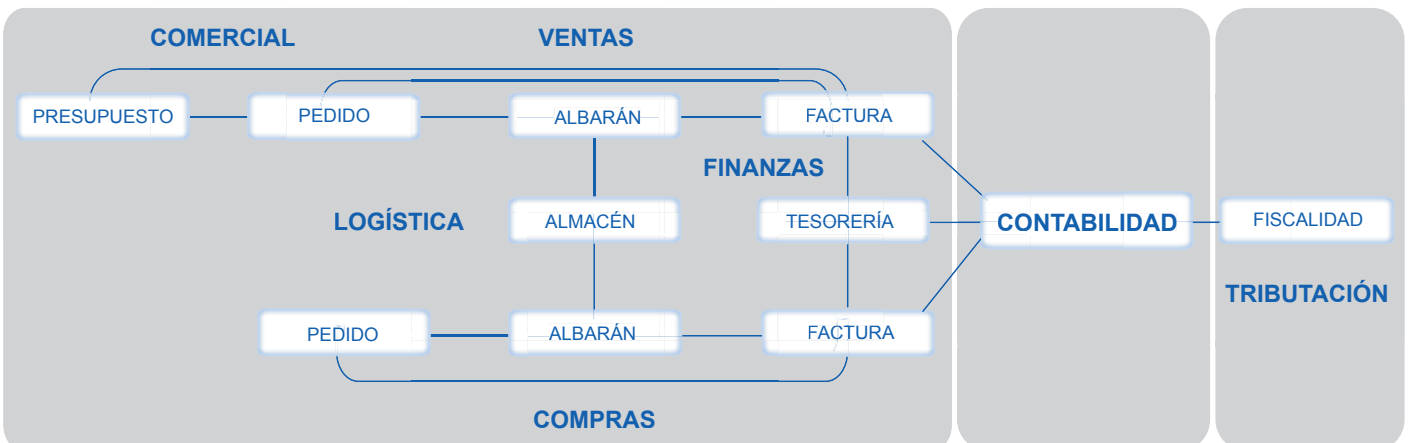 COMERCIAL VENTAS
PRESUPUESTO PEDIDO ALBARÁN FACTURA
FINANZAS
LOGÍSTICA ALMACÉN TESORERÍA CONTABILIDAD FISCALIDAD
TRIBUTACIÓN
PEDIDO ALBARÁN FACTURA
COMPRAS